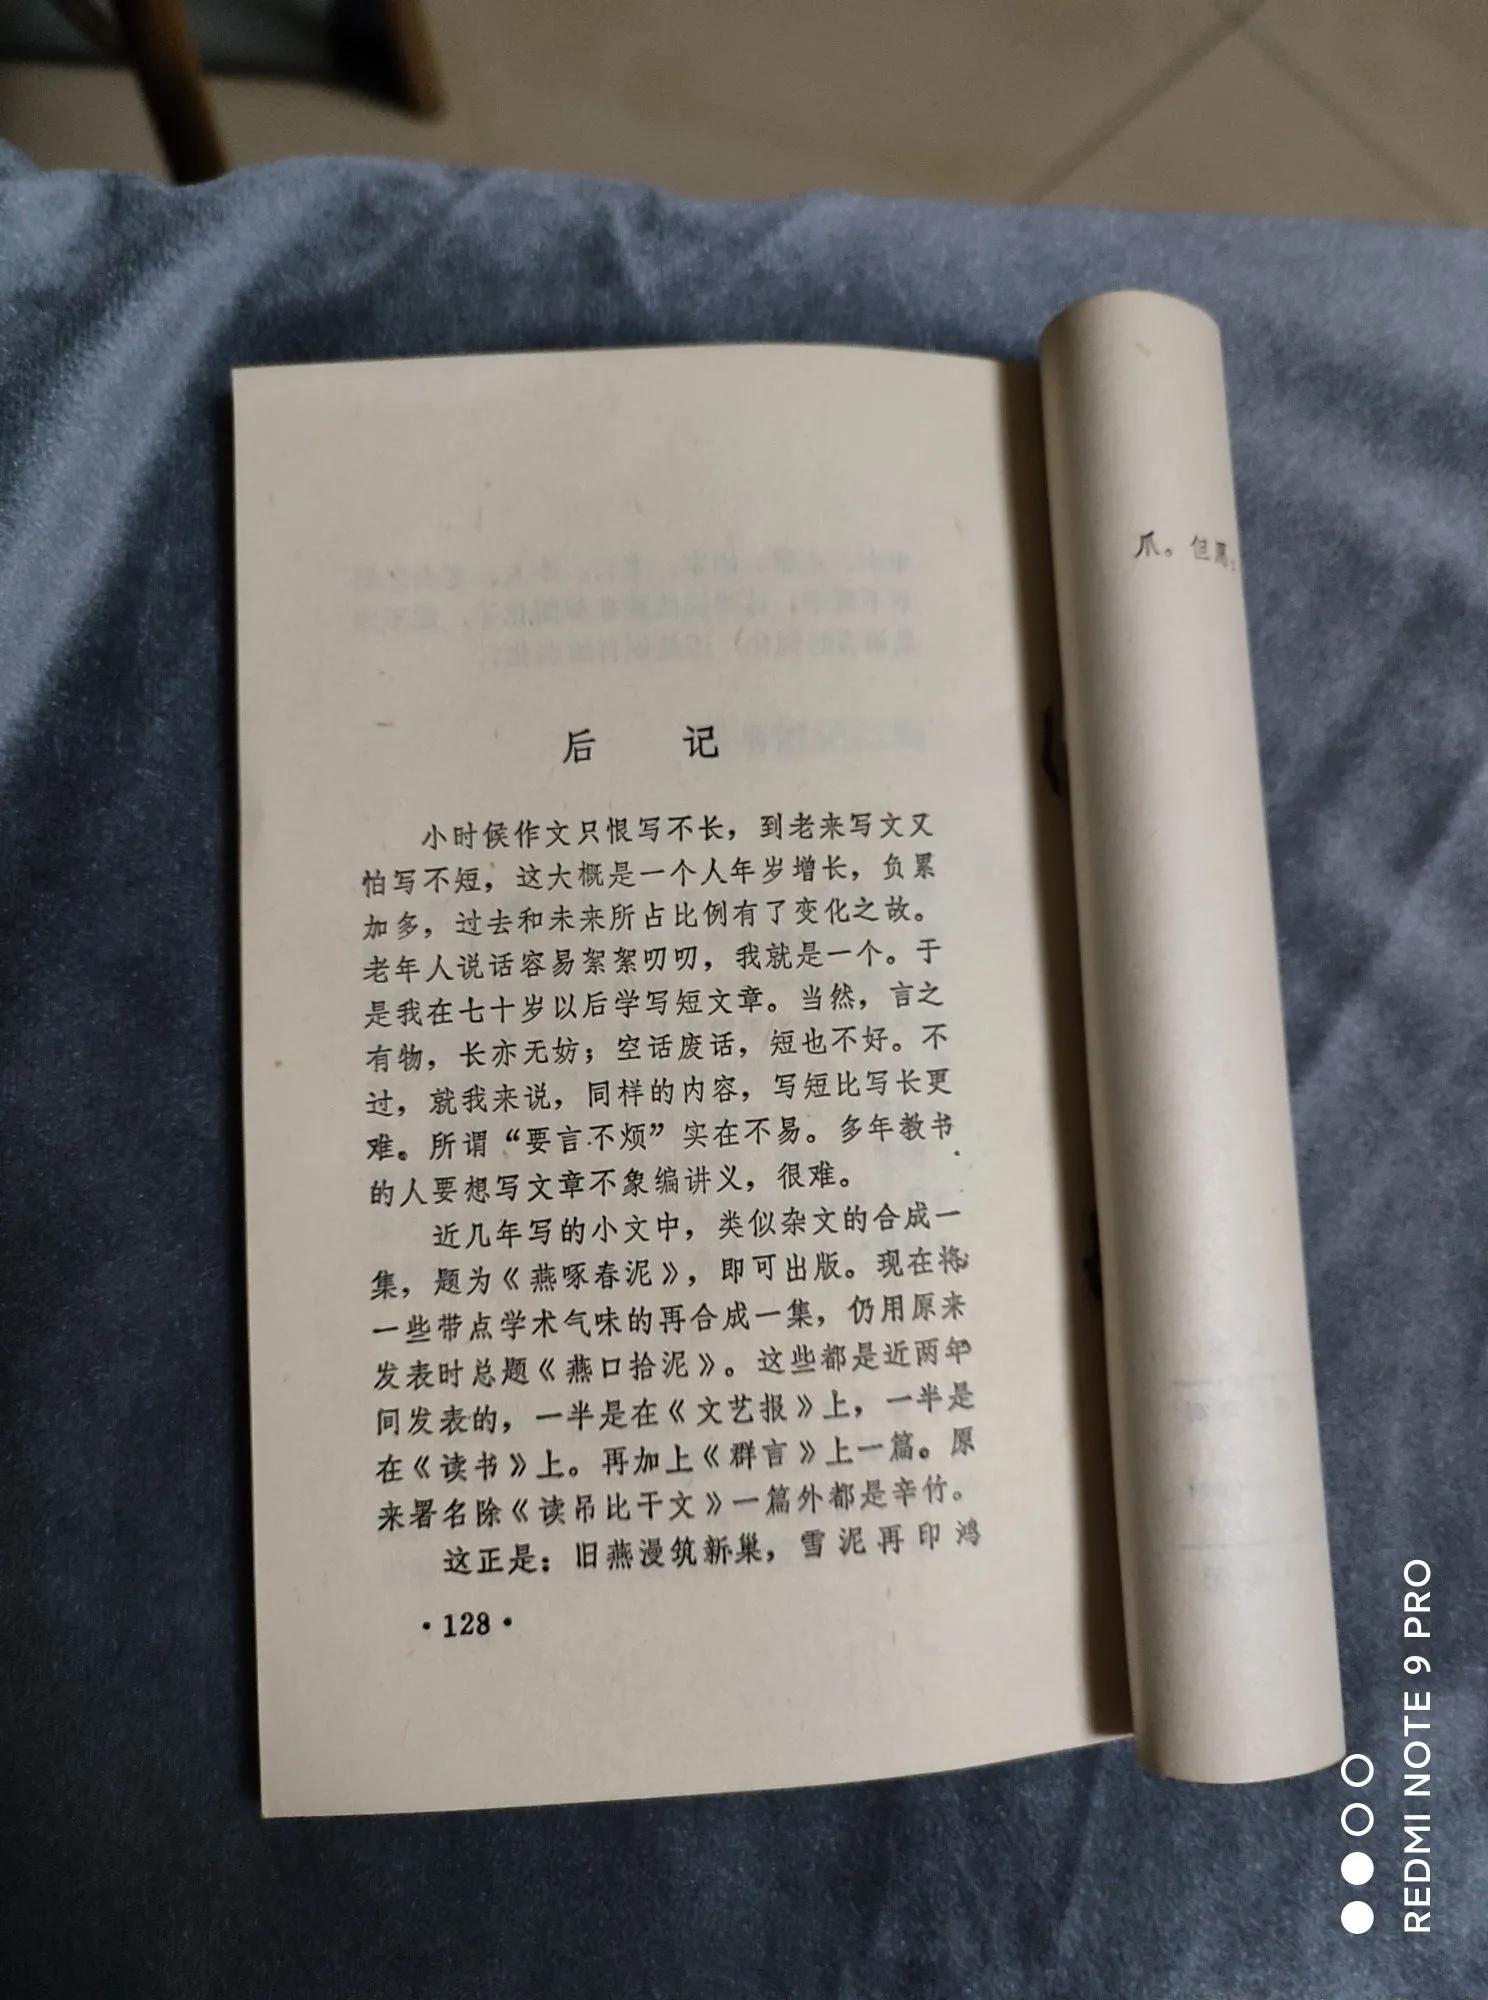 后 记
小时候作文只恨写不长，到老来写文又
怕写不短，这大概是一个人年岁增长，负累
加多，过去和未来所占比例有了变化之故。
老年人说话容易絮絮叨叨，我就是一个。于
是我在七十岁以后学写短文章。当然，言之
有物，长亦无妨；空话废话，短也不好。不
过，就我来说，同样的内容，写短比写长更
难。所谓“要言不烦”实在不易。多年教书
的人要想写文章不象编讲义，很难。
近几年写的小文中，类似杂文的合成一
集，题为《燕啄春泥》，即可出版。现在将
一些带点学术气味的再合成一集，仍用原来
发表时总题《燕口拾泥》。这些都是近两年
间发表的，一半是在《文艺报》上，一半是
在《读书》上。再加上《群言》上一篇。原
来署名除《读吊比干文》一篇外都是辛竹。
这正是：旧燕漫筑新巢，雪泥再印鸿
·128·
爪。但愿
REDMI NOTE 9 PRO